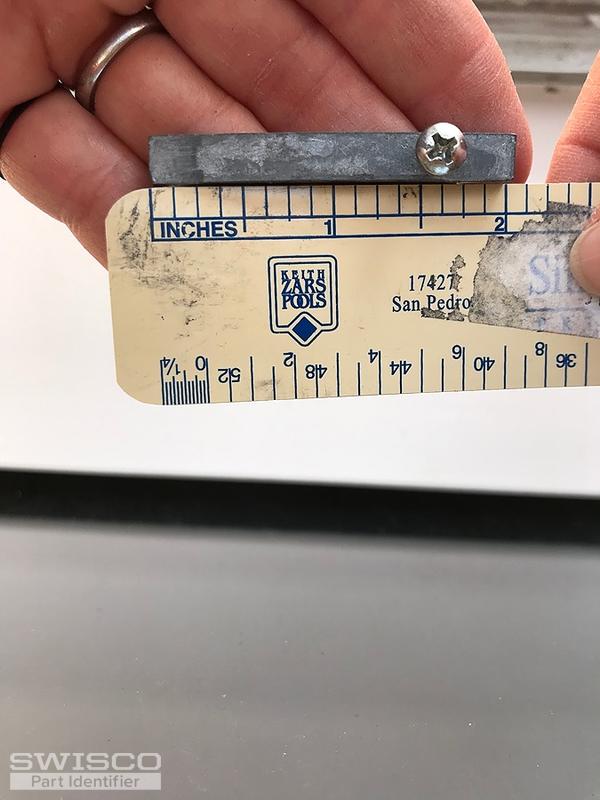 INCHES 1 2
KEITH
ZARS
POOLS
17427
San Pedro
1/4 0 52 2 48 4 44 6 40 8 36
SWISCO
Part Identifier